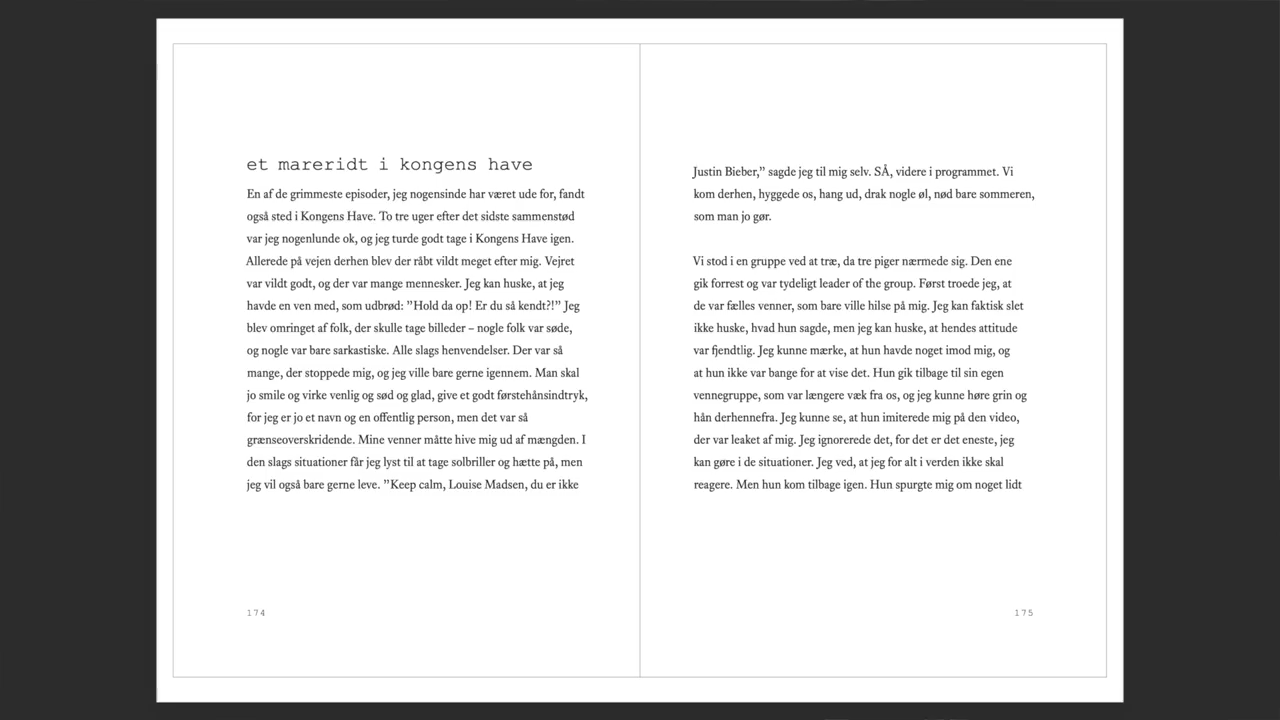 et mareridt i kongens have
En af de grimmeste episoder, jeg nogensinde har været ude for, fandt
også sted i Kongens Have. To tre uger efter det sidste sammenstød
var jeg nogenlunde ok, og jeg turde godt tage i Kongens Have igen.
Allerede på vejen derhen blev der råbt vildt meget efter mig. Vejret
var vildt godt, og der var mange mennesker. Jeg kan huske, at jeg
havde en ven med, som udbrød: ”Hold da op! Er du så kendt?!” Jeg
blev omringet af folk, der skulle tage billeder – nogle folk var søde,
og nogle var bare sarkastiske. Alle slags henvendelser. Der var så
mange, der stoppede mig, og jeg ville bare gerne igennem. Man skal
jo smile og virke venlig og sød og glad, give et godt førstehåndsindtryk,
for jeg er jo et navn og en offentlig person, men det var så
grænseoverskridende. Mine venner måtte hive mig ud af mængden. I
den slags situationer får jeg lyst til at tage solbriller og hætte på, men
jeg vil også bare gerne leve. ”Keep calm, Louise Madsen, du er ikke
174
Justin Bieber,” sagde jeg til mig selv. SÅ, videre i programmet. Vi
kom derhen, hyggede os, hang ud, drak nogle øl, nød bare sommeren,
som man jo gør.
Vi stod i en gruppe ved at træ, da tre piger nærmede sig. Den ene
gik forrest og var tydeligt leader of the group. Først troede jeg, at
de var fælles venner, som bare ville hilse på mig. Jeg kan faktisk slet
ikke huske, hvad hun sagde, men jeg kan huske, at hendes attitude
var fjendtlig. Jeg kunne mærke, at hun havde noget imod mig, og
at hun ikke var bange for at vise det. Hun gik tilbage til sin egen
vennegruppe, som var længere væk fra os, og jeg kunne høre grin og
hån derhennefra. Jeg kunne se, at hun imiterede mig på den video,
der var leaket af mig. Jeg ignorerede det, for det er det eneste, jeg
kan gøre i de situationer. Jeg ved, at jeg for alt i verden ikke skal
reagere. Men hun kom tilbage igen. Hun spurgte mig om noget lidt
175